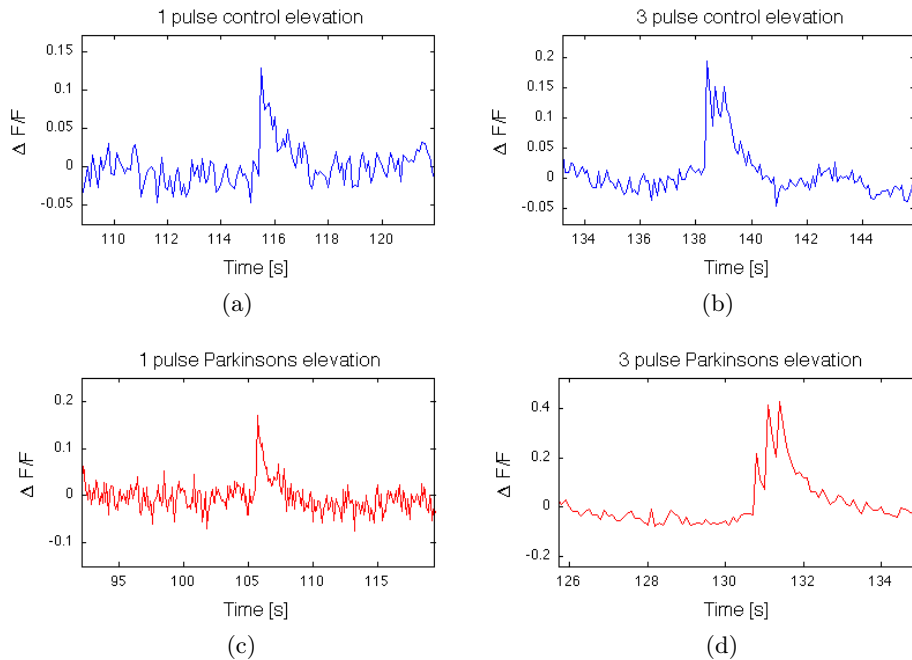 1 pulse control elevation
0.15
0.1
0.05
0
-0.05
Δ F/F
110 112 114 116 118 120
Time [s]
(a)
3 pulse control elevation
0.2
0.15
0.1
0.05
0
-0.05
Δ F/F
134 136 138 140 142 144
Time [s]
(b)
1 pulse Parkinsons elevation
0.2
0.1
0
-0.1
Δ F/F
95 100 105 110 115
Time [s]
(c)
3 pulse Parkinsons elevation
0.4
0.2
0
-0.2
Δ F/F
126 128 130 132 134
Time [s]
(d)